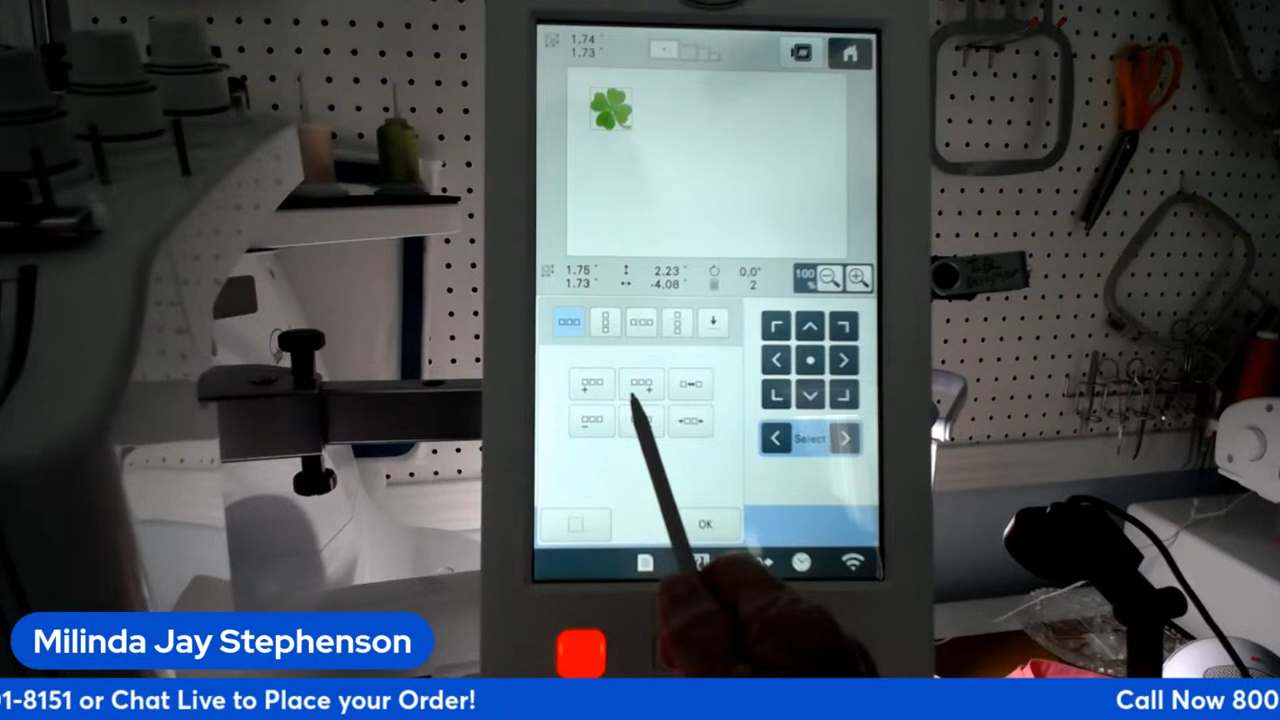 1.74 "
1.73 "
1.75 " 2.23 " 0.0°
1.73 " -4.08 " 2
100
%
Select
OK
Milinda Jay Stephenson
01-8151 or Chat Live to Place your Order!
Call Now 800